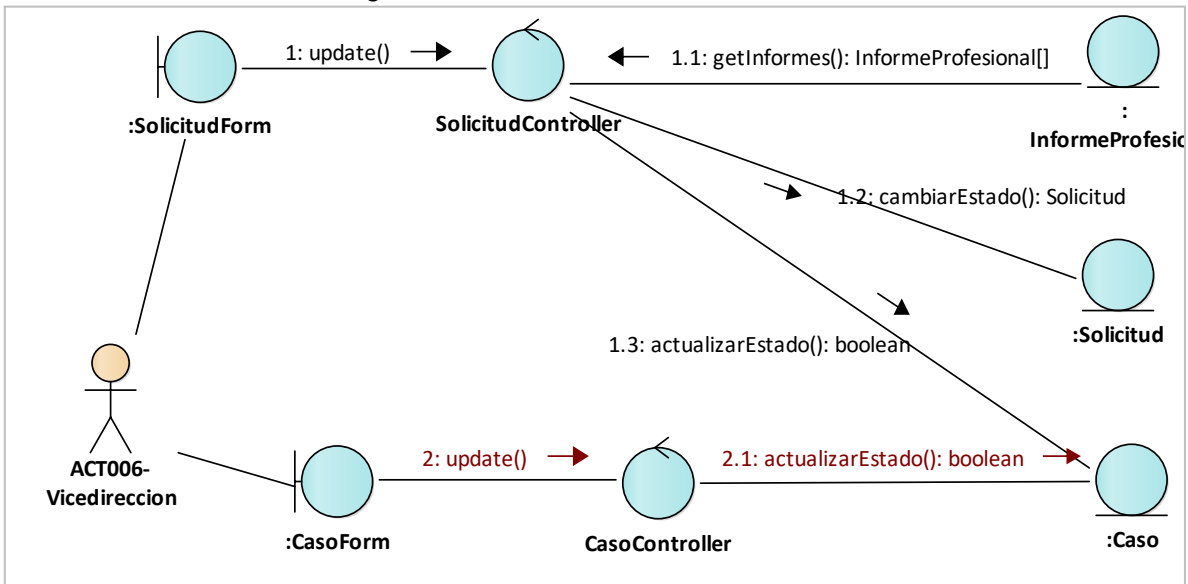 1: update()
1.1: getInformes(): InformeProfesional[]
:SolicitudForm
SolicitudController
:
InformeProfesic
1.2: cambiarEstado(): Solicitud
:Solicitud
1.3: actualizarEstado(): boolean
ACT006-
Vicedireccion
2: update()
2.1: actualizarEstado(): boolean
:CasoForm
CasoController
:Caso